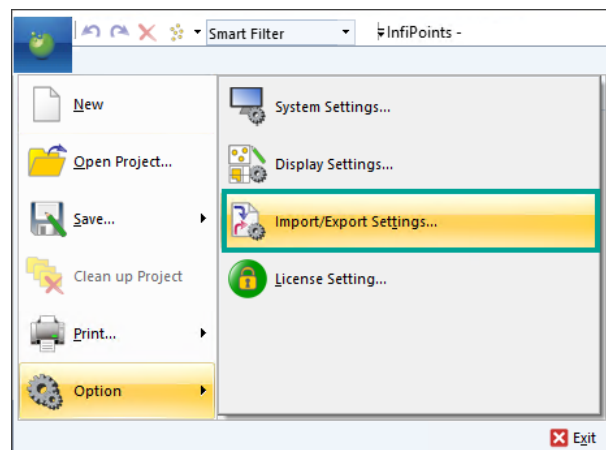 Smart Filter
InfiPoints -
New
Open Project...
Save...
Clean up Project
Print...
Option
System Settings...
Display Settings...
Import/Export Settings...
License Setting...
Exit